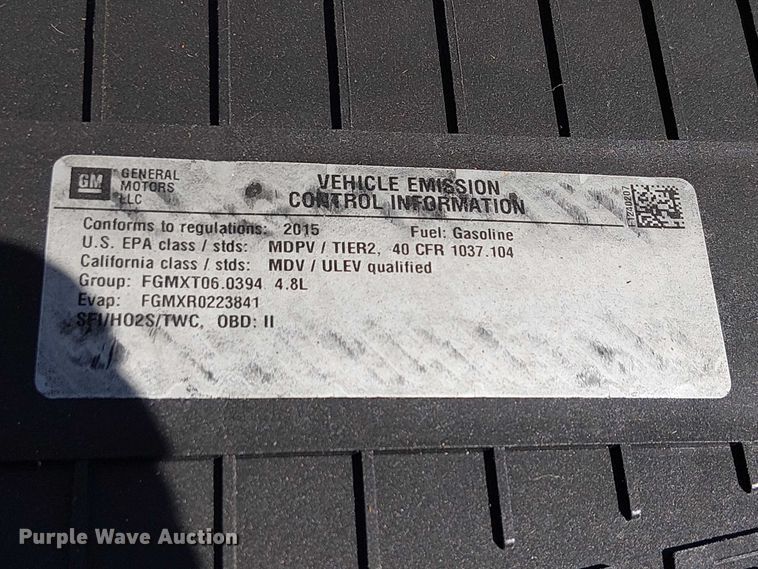 GM
GENERAL
MOTORS
LLC
VEHICLE EMISSION
CONTROL INFORMATION
Conforms to regulations: 2015 Fuel: Gasoline
U.S. EPA class / stds: MDPV / TIER2, 40 CFR 1037.104
California class / stds: MDV / ULEV qualified
Group: FGMXT06.0394 4.8L
Evap: FGMXR0223841
SFI/HO2S/TWC, OBD: II
Purple Wave Auction